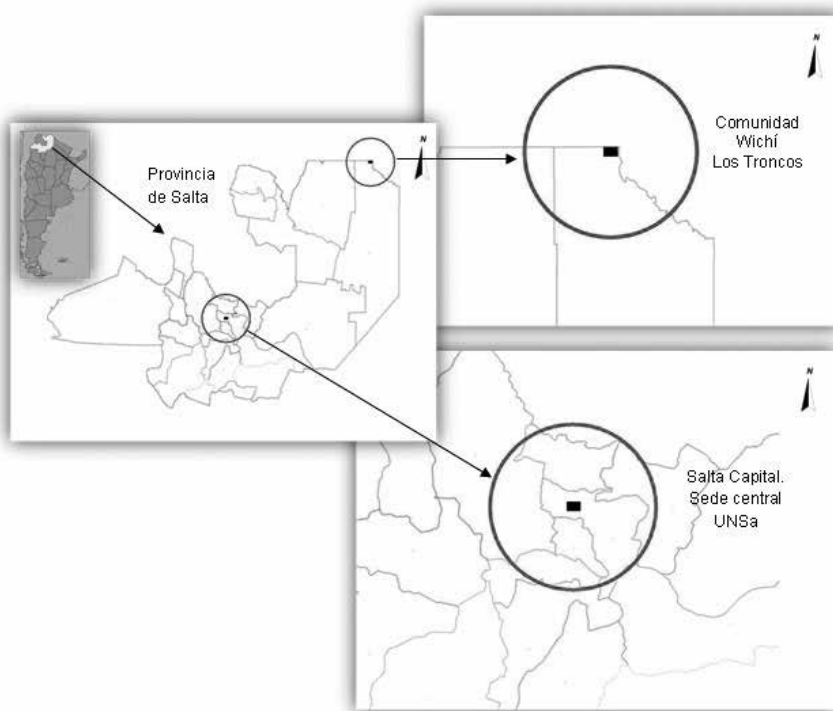 Provincia
de Salta
N
N
Comunidad
Wichí
Los Troncos
N
Salta Capital.
Sede central
UNSa